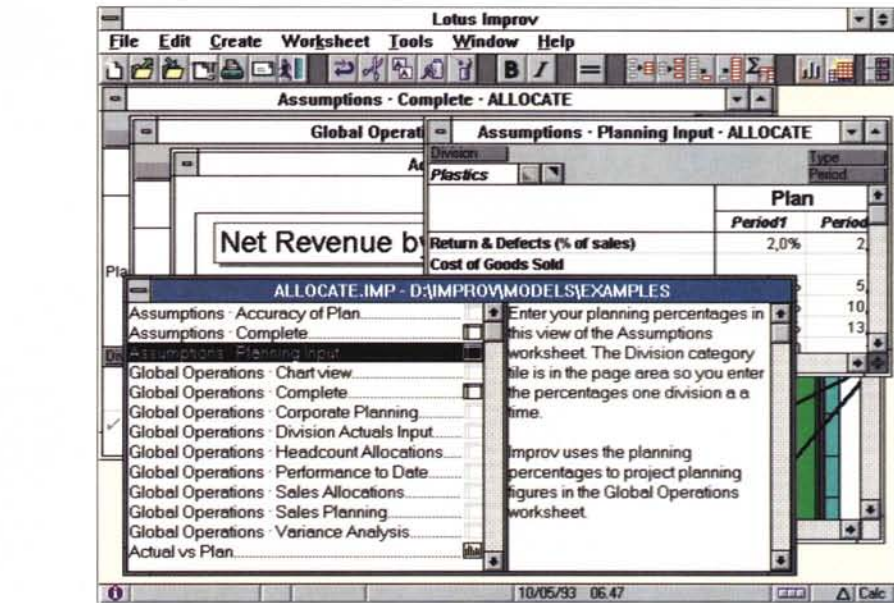 Lotus Improv
File Edit Create Worksheet Tools Window Help
B I =
Assumptions · Complete · ALLOCATE
Global Operati
Assumptions · Planning Input · ALLOCATE
Division
Type
Plastics
Period
Plan
Period1 Period
Net Revenue by
Return & Defects (% of sales) 2,0% 2,
Cost of Goods Sold
Pla
5,
10,
13,
ALLOCATE.IMP - D:\IMPROV\MODELS\EXAMPLES
Assumptions · Accuracy of Plan
Assumptions · Complete
Assumptions · Planning Input
Global Operations · Chart view
Global Operations · Complete
Global Operations · Corporate Planning
Global Operations · Division Actuals Input
Global Operations · Headcount Allocations
Global Operations · Performance to Date
Global Operations · Sales Allocations
Global Operations · Sales Planning
Global Operations · Variance Analysis
Actual vs Plan
Enter your planning percentages in
this view of the Assumptions
worksheet. The Division category
tile is in the page area so you enter
the percentages one division a a
time.
Improv uses the planning
percentages to project planning
figures in the Global Operations
worksheet.
10/05/93 06.47
Calc